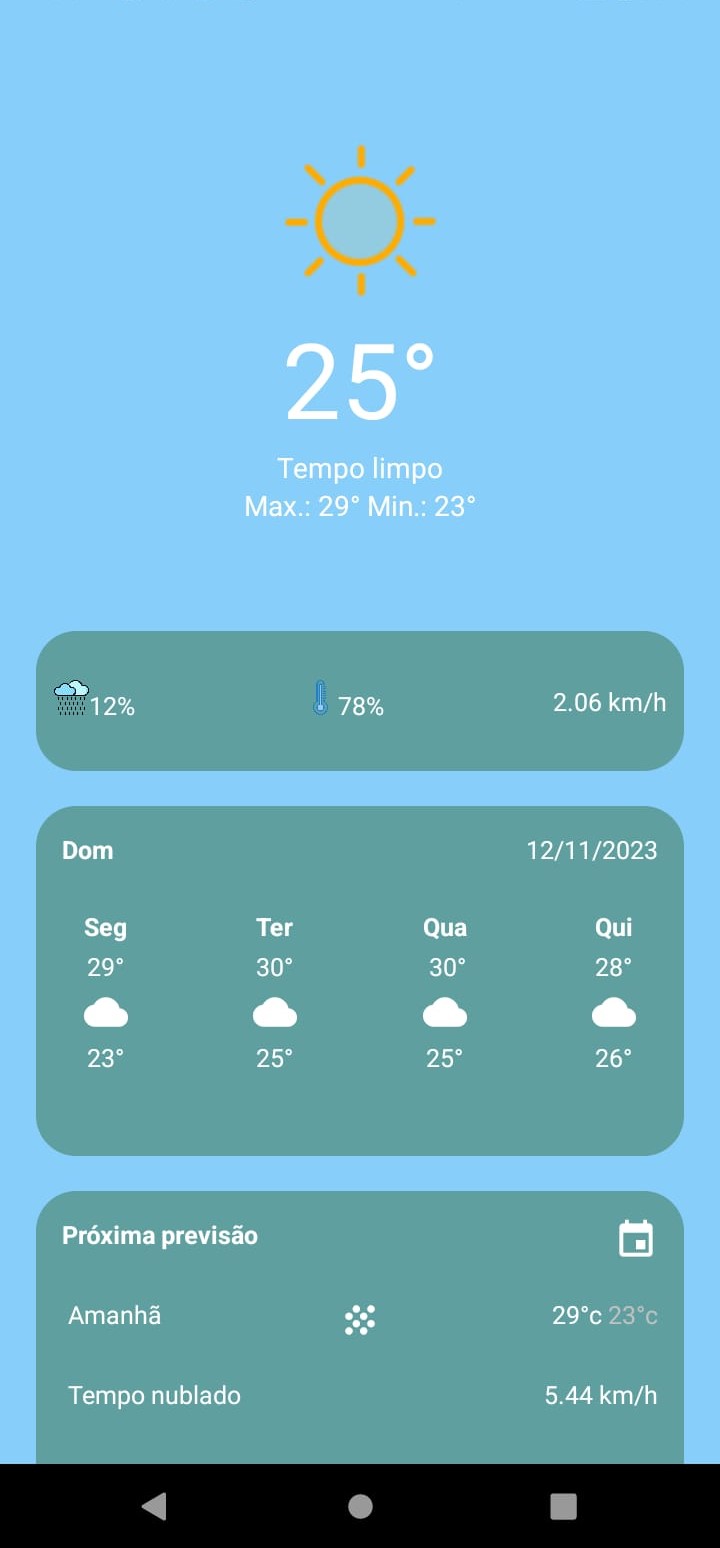 25°
Tempo limpo
Max.: 29° Min.: 23°
12% 78% 2.06 km/h
Dom 12/11/2023
Seg Ter Qua Qui
29° 30° 30° 28°
23° 25° 25° 26°
Próxima previsão
Amanhã 29°c 23°c
Tempo nublado 5.44 km/h